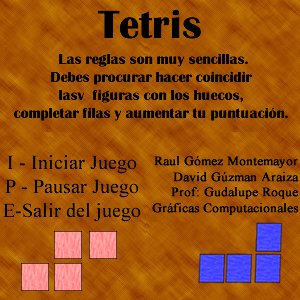 Tetris
Las reglas son muy sencillas.
Debes procurar hacer coincidir
lasv figuras con los huecos,
completar filas y aumentar tu puntuación.
I - Iniciar Juego
P - Pausar Juego
E-Salir del juego
Raul Gómez Montemayor
David Gúzman Araiza
Prof: Gudalupe Roque
Gráficas Computacionales